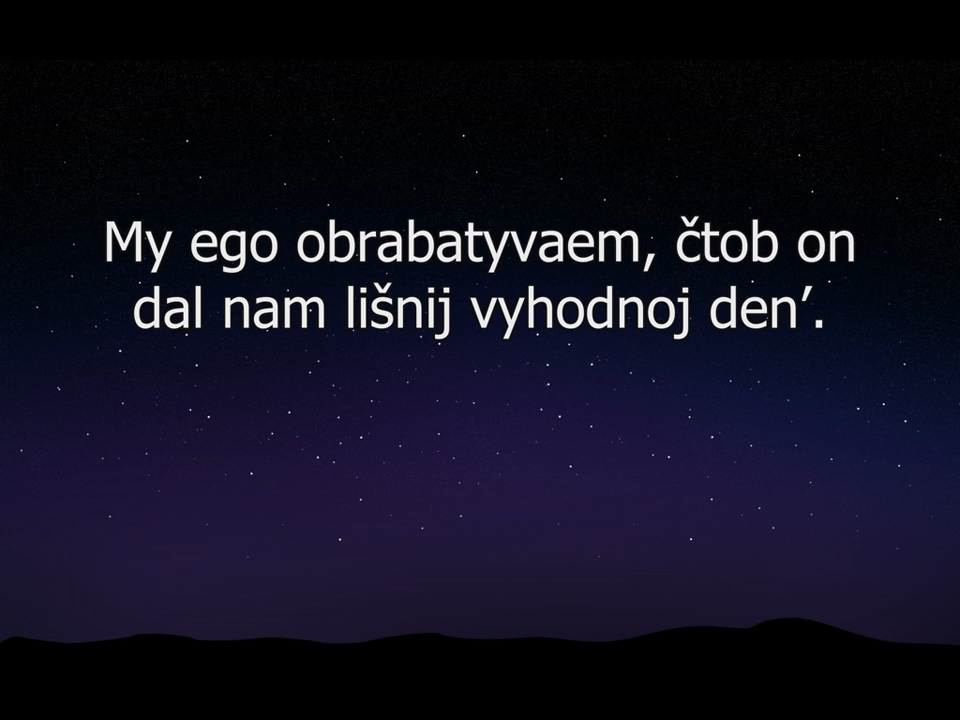 My ego obrabatyvaem, čtob on
dal nam lišnij vyhodnoj den’.